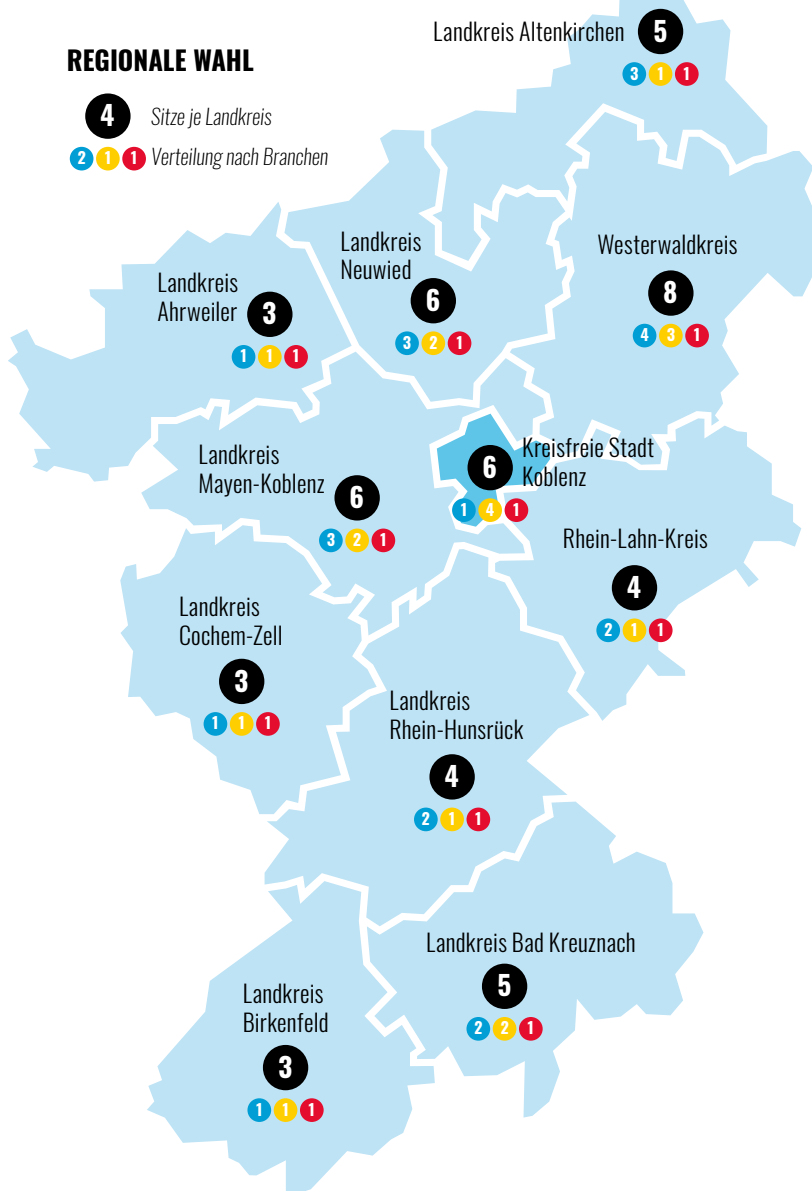 REGIONALE WAHL
4 Sitze je Landkreis
2 1 1 Verteilung nach Branchen
Landkreis Altenkirchen
5
3 1 1
Landkreis
Neuwied
6
3 2 1
Westerwaldkreis
8
4 3 1
Landkreis
Ahrweiler
3
1 1 1
Landkreis
Mayen-Koblenz
6
3 2 1
Kreisfreie Stadt
Koblenz
6
1 4 1
Rhein-Lahn-Kreis
4
2 1 1
Landkreis
Cochem-Zell
3
1 1 1
Landkreis
Rhein-Hunsrück
4
2 1 1
Landkreis Bad Kreuznach
5
2 2 1
Landkreis
Birkenfeld
3
1 1 1